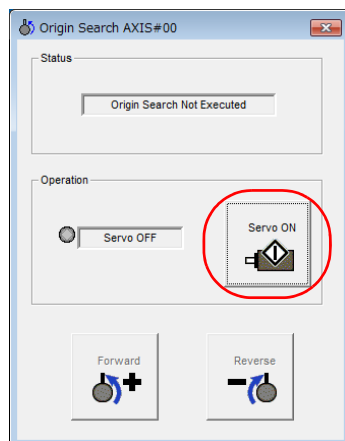 Origin Search AXIS#00
Status
Origin Search Not Executed
Operation
Servo OFF
Servo ON
Forward
Reverse